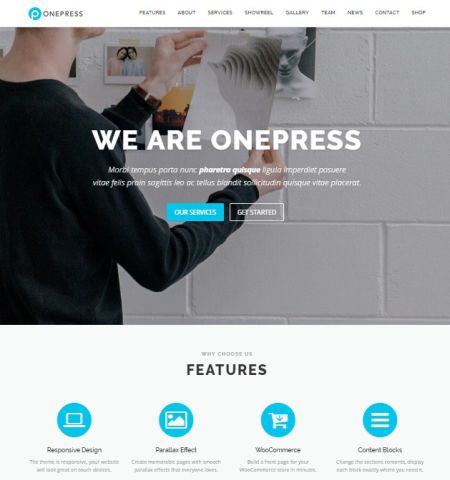 ONEPRESS
FEATURES ABOUT SERVICES SHOWREEL GALLERY TEAM NEWS CONTACT SHOP
WE ARE ONEPRESS
Morbi tempus porta nunc pharetra quisque ligula imperdiet posuere
vitae felis proin sagittis leo ac tellus blandit sollicitudin quisque vitae placerat.
OUR SERVICES GET STARTED
WHY CHOOSE US
FEATURES
Responsive Design Parallax Effect WooCommerce Content Blocks
The theme is responsive, your website Create memorable pages with smooth Build a front page for your Change the sections contents, display
will look great on touch devices. parallax effects that everyone loves. WooCommerce store in minutes. each block exactly where you need it.